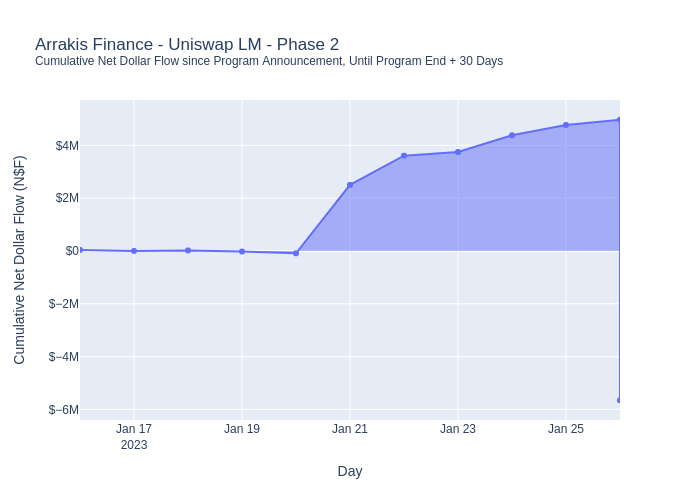 Arrakis Finance - Uniswap LM - Phase 2
Cumulative Net Dollar Flow since Program Announcement, Until Program End + 30 Days
Cumulative Net Dollar Flow (N$F)
$4M
$2M
$0
$−2M
$−4M
$−6M
Jan 17
2023
Jan 19
Jan 21
Jan 23
Jan 25
Day